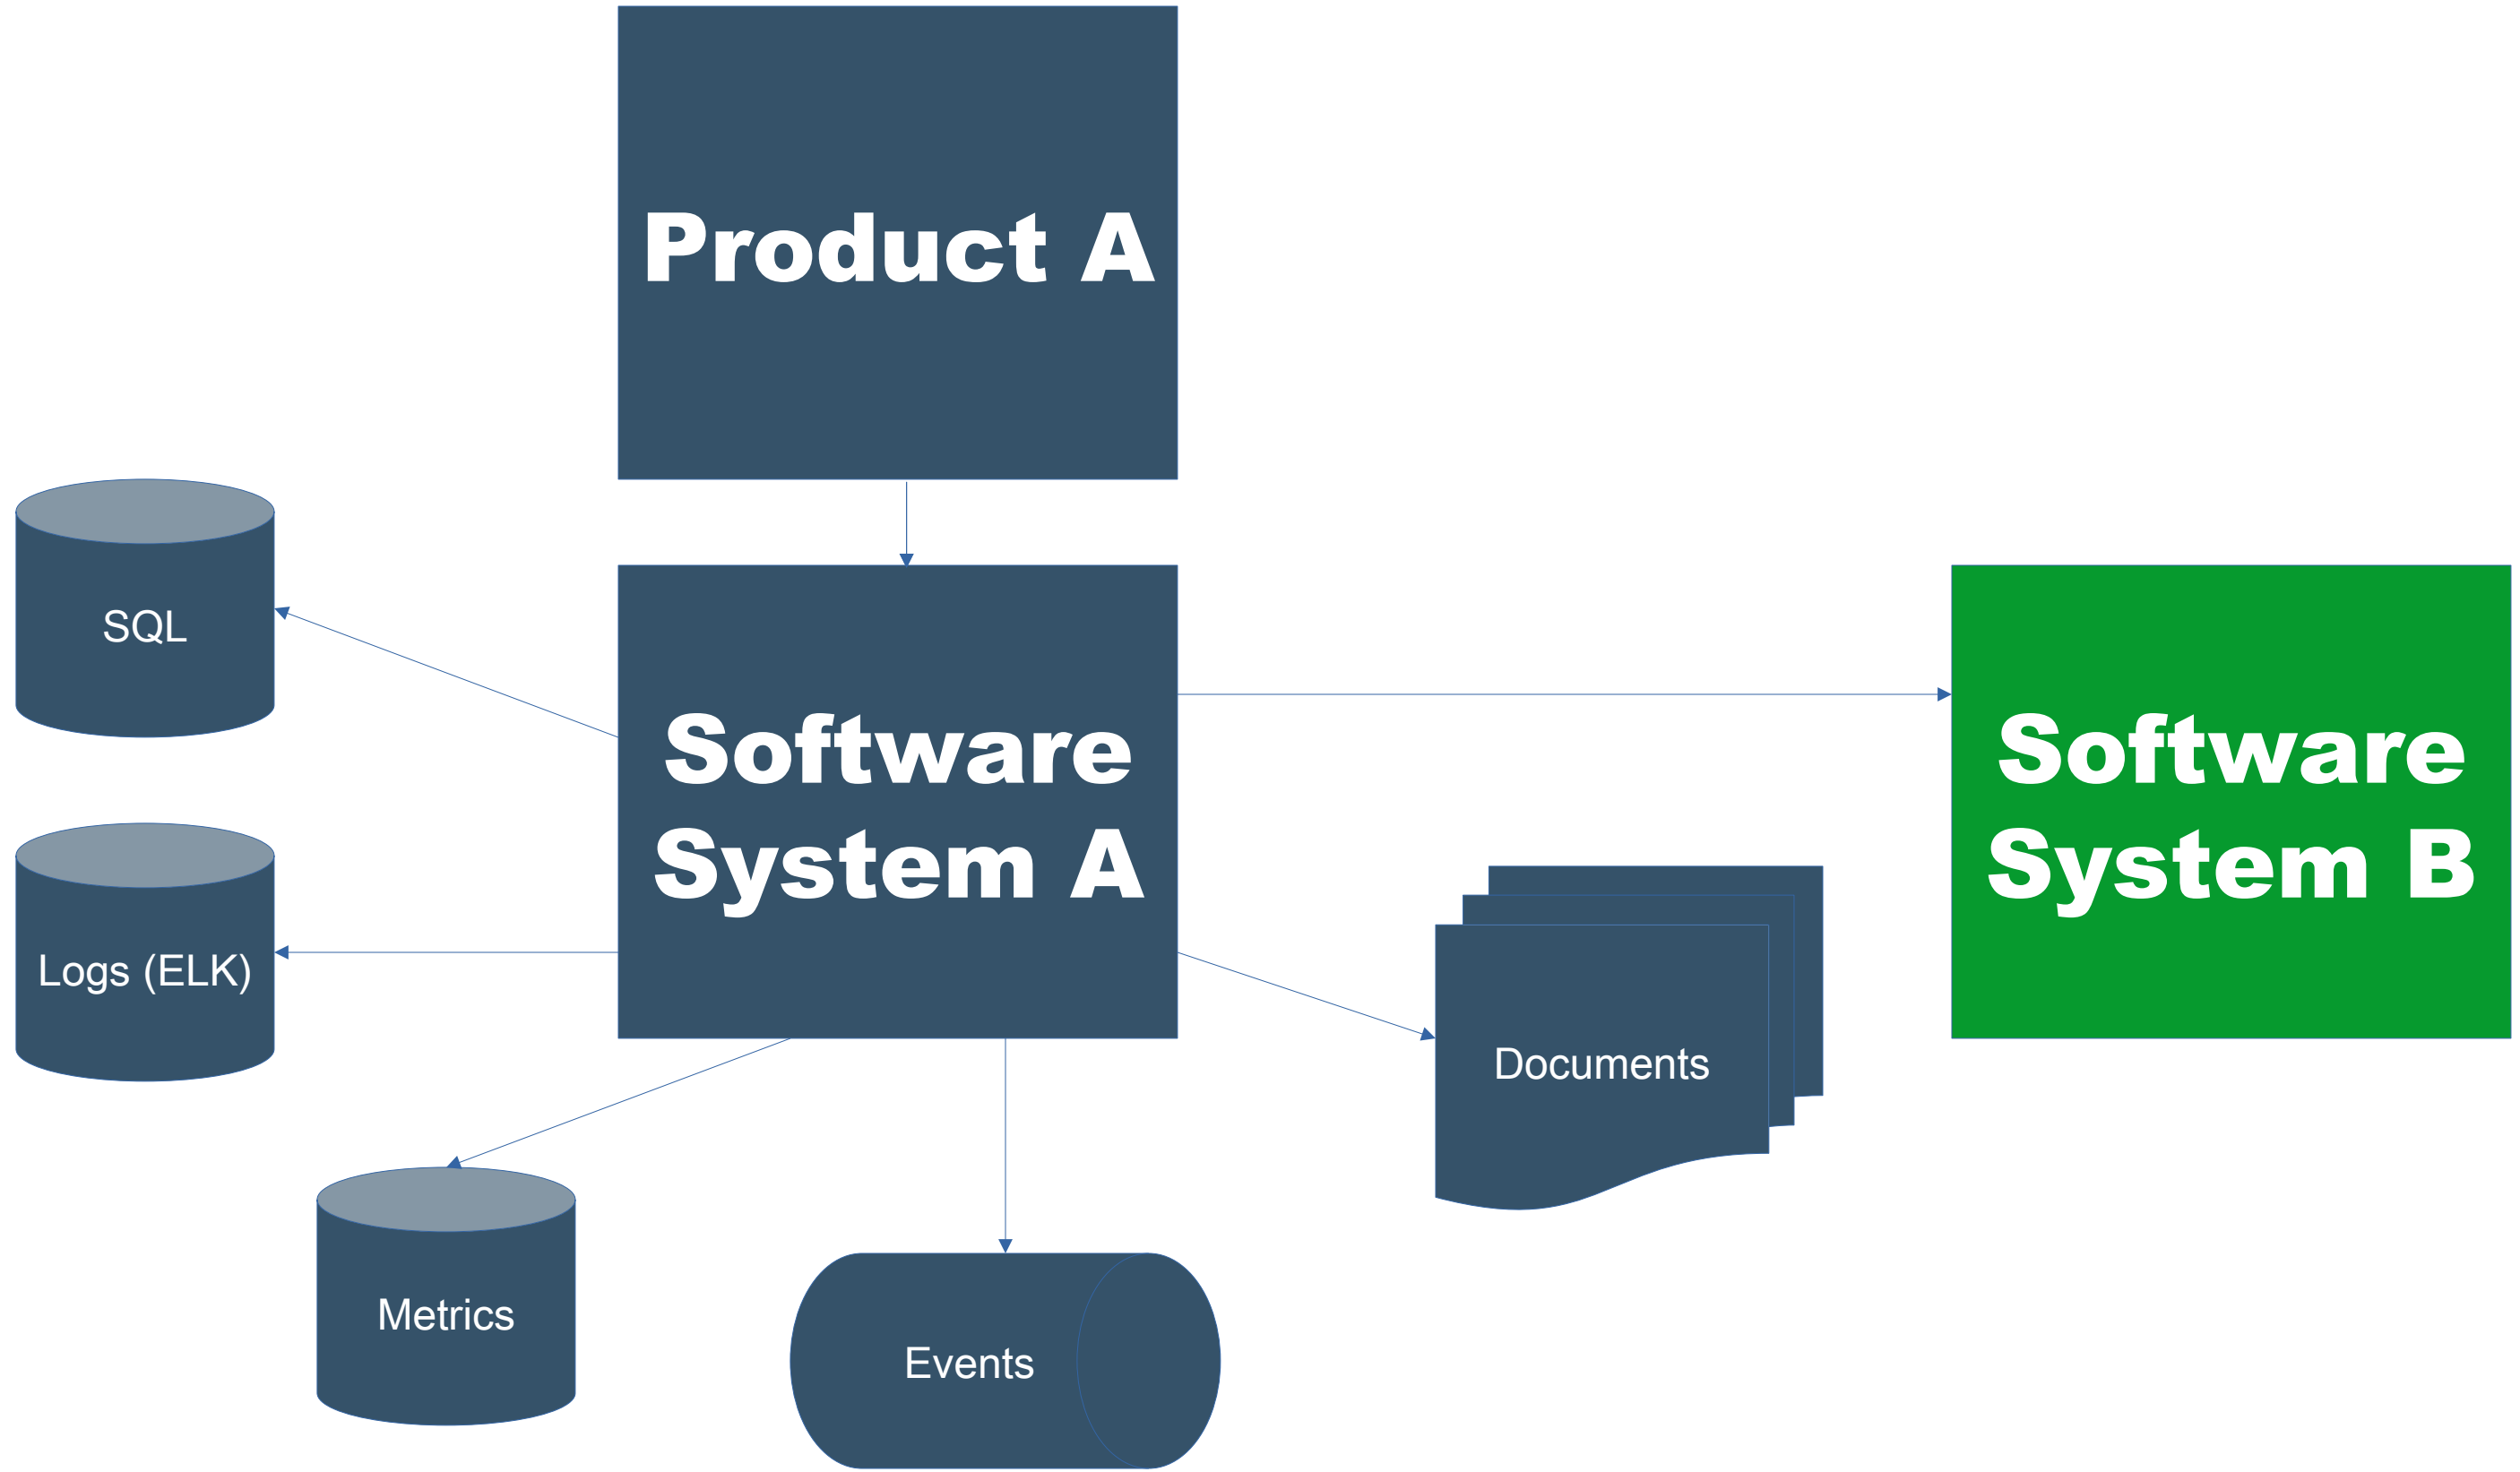 Product A
SQL
Software
System A
Software
System B
Logs (ELK)
Documents
Metrics
Events